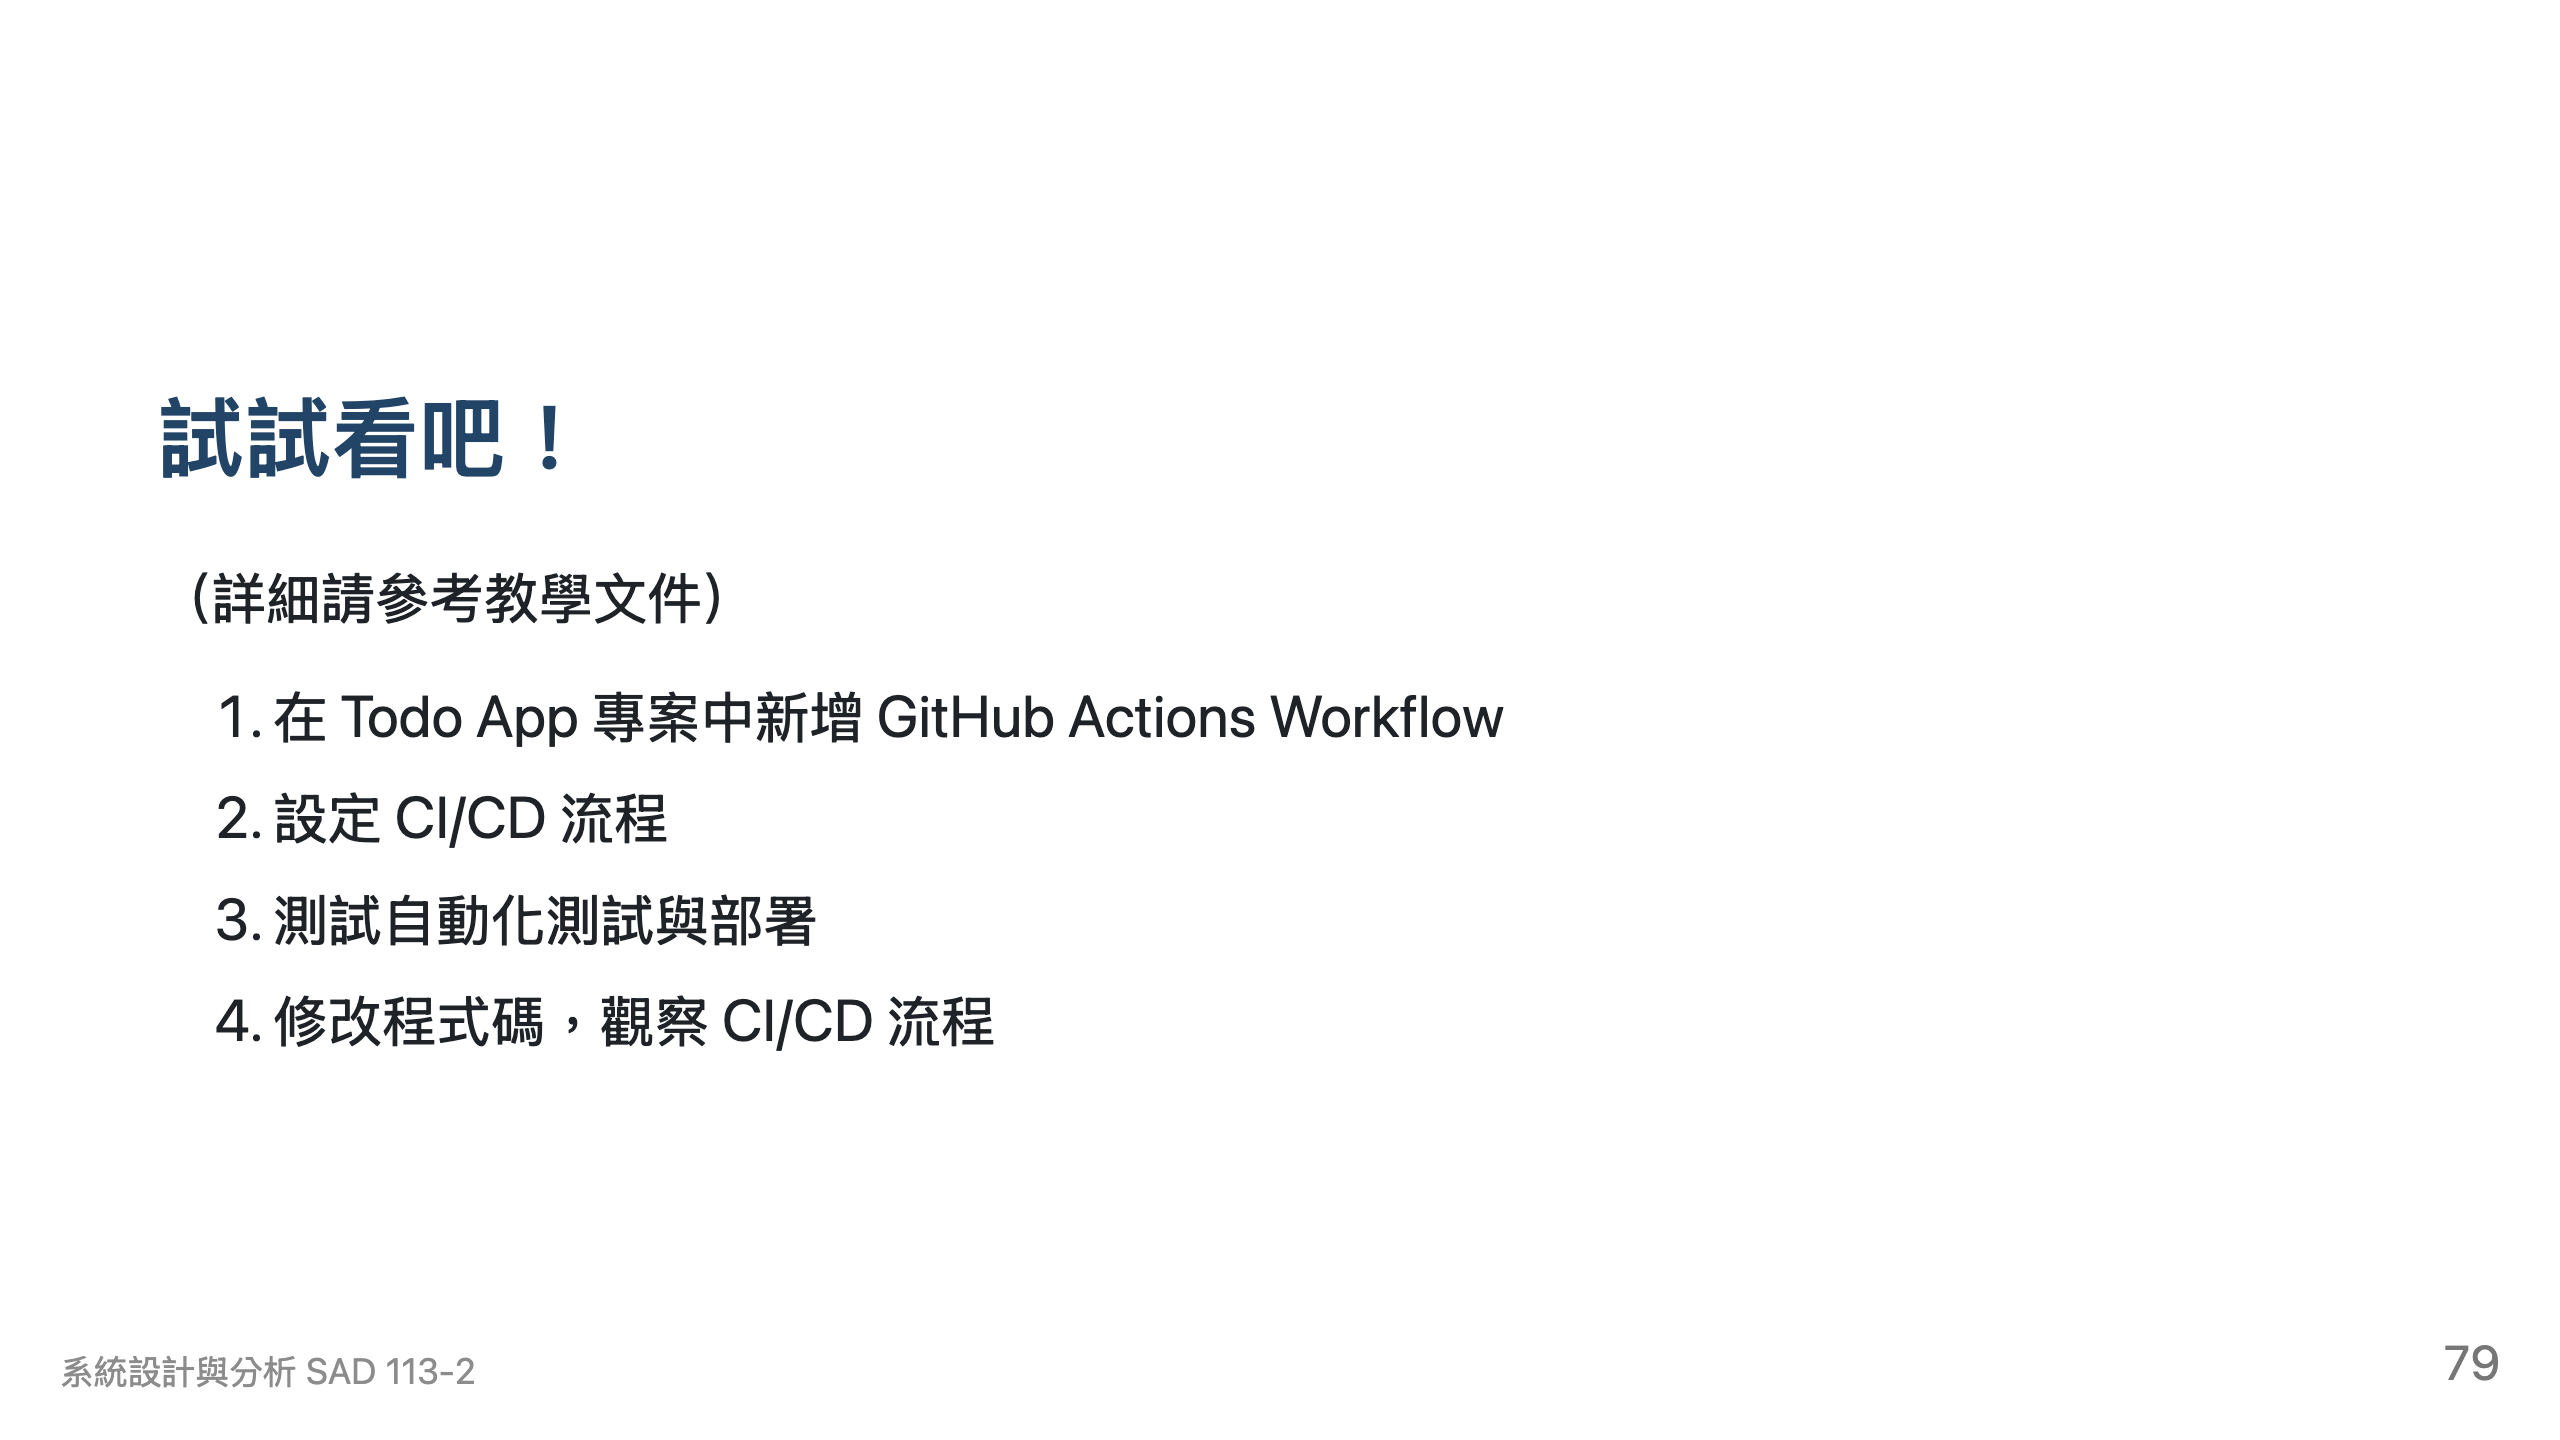 試試看吧！
（詳細請參考教學文件）
1. 在 Todo App 專案中新增 GitHub Actions Workflow
2. 設定 CI/CD 流程
3. 測試自動化測試與部署
4. 修改程式碼，觀察 CI/CD 流程
系統設計與分析 SAD 113-2
79